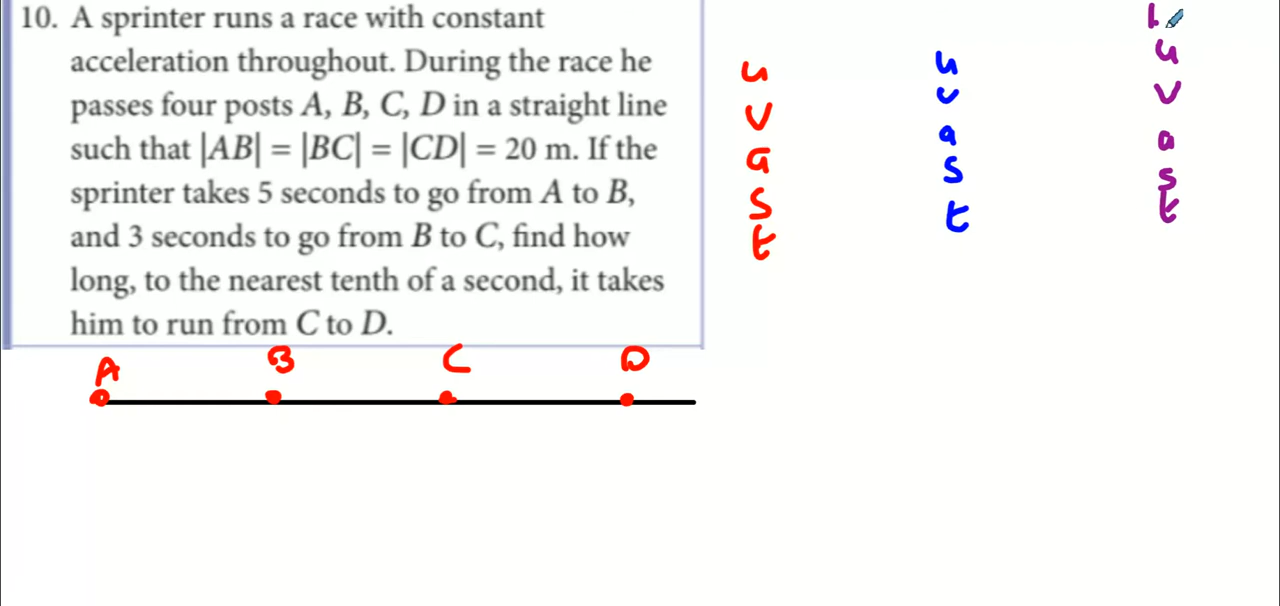 10. A sprinter runs a race with constant
acceleration throughout. During the race he
passes four posts A, B, C, D in a straight line
such that |AB| = |BC| = |CD| = 20 m. If the
sprinter takes 5 seconds to go from A to B,
and 3 seconds to go from B to C, find how
long, to the nearest tenth of a second, it takes
him to run from C to D.
A B C D
u
v
a
s
t
u
v
a
s
t
u
v
a
s
t